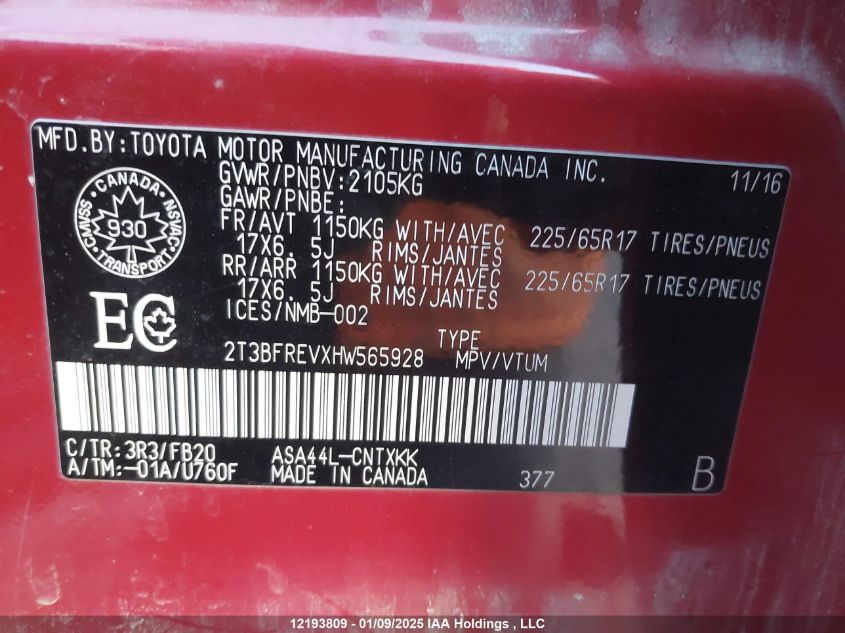 MFD.BY:TOYOTA MOTOR MANUFACTURING CANADA INC. 11/16
GVWR/PNBV:2105KG
GAWR/PNBE:
FR/AVT 1150KG WITH/AVEC 225/65R17 TIRES/PNEUS
17X6. 5J RIMS/JANTES
RR/ARR 1150KG WITH/AVEC 225/65R17 TIRES/PNEUS
17X6. 5J RIMS/JANTES
ICES/NMB-002
CANADA
CMVSS 930 NSVAC
TRANSPORT
EC
TYPE
2T3BFREVXHW565928 MPV/VTUM
C/TR:3R3/FB20 ASA44L-CNTXKK
A/TM:-01A/U760F MADE IN CANADA 377 B
12193809 - 01/09/2025 IAA Holdings , LLC